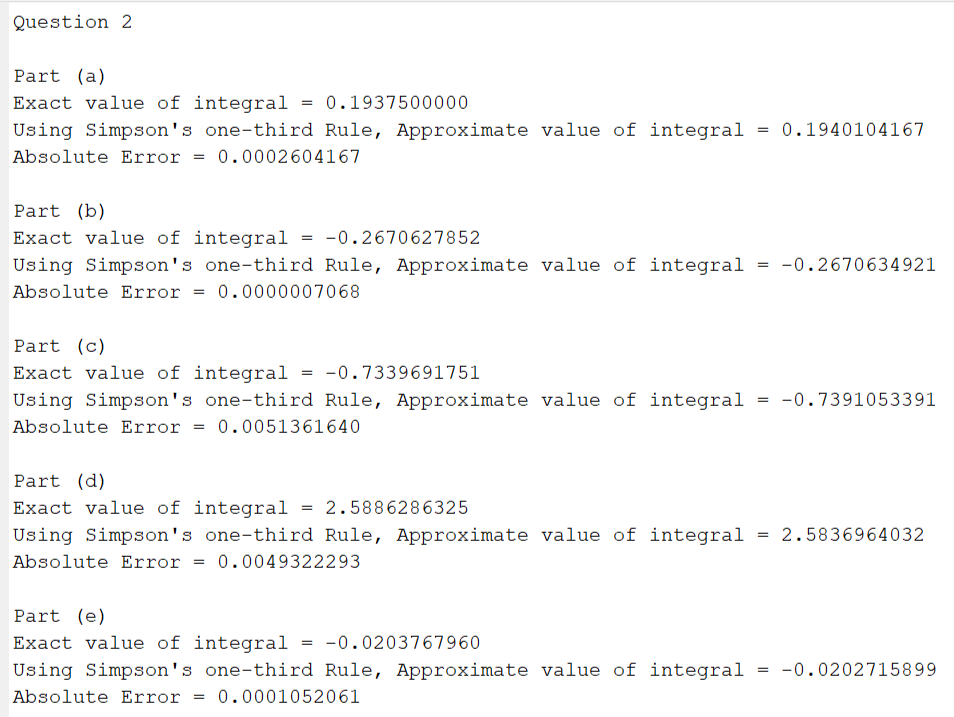 Question 2
Part (a)
Exact value of integral = 0.1937500000
Using Simpson's one-third Rule, Approximate value of integral = 0.1940104167
Absolute Error = 0.0002604167
Part (b)
Exact value of integral = -0.2670627852
Using Simpson's one-third Rule, Approximate value of integral = -0.2670634921
Absolute Error = 0.0000007068
Part (c)
Exact value of integral = -0.7339691751
Using Simpson's one-third Rule, Approximate value of integral = -0.7391053391
Absolute Error = 0.0051361640
Part (d)
Exact value of integral = 2.5886286325
Using Simpson's one-third Rule, Approximate value of integral = 2.5836964032
Absolute Error = 0.0049322293
Part (e)
Exact value of integral = -0.0203767960
Using Simpson's one-third Rule, Approximate value of integral = -0.0202715899
Absolute Error = 0.0001052061